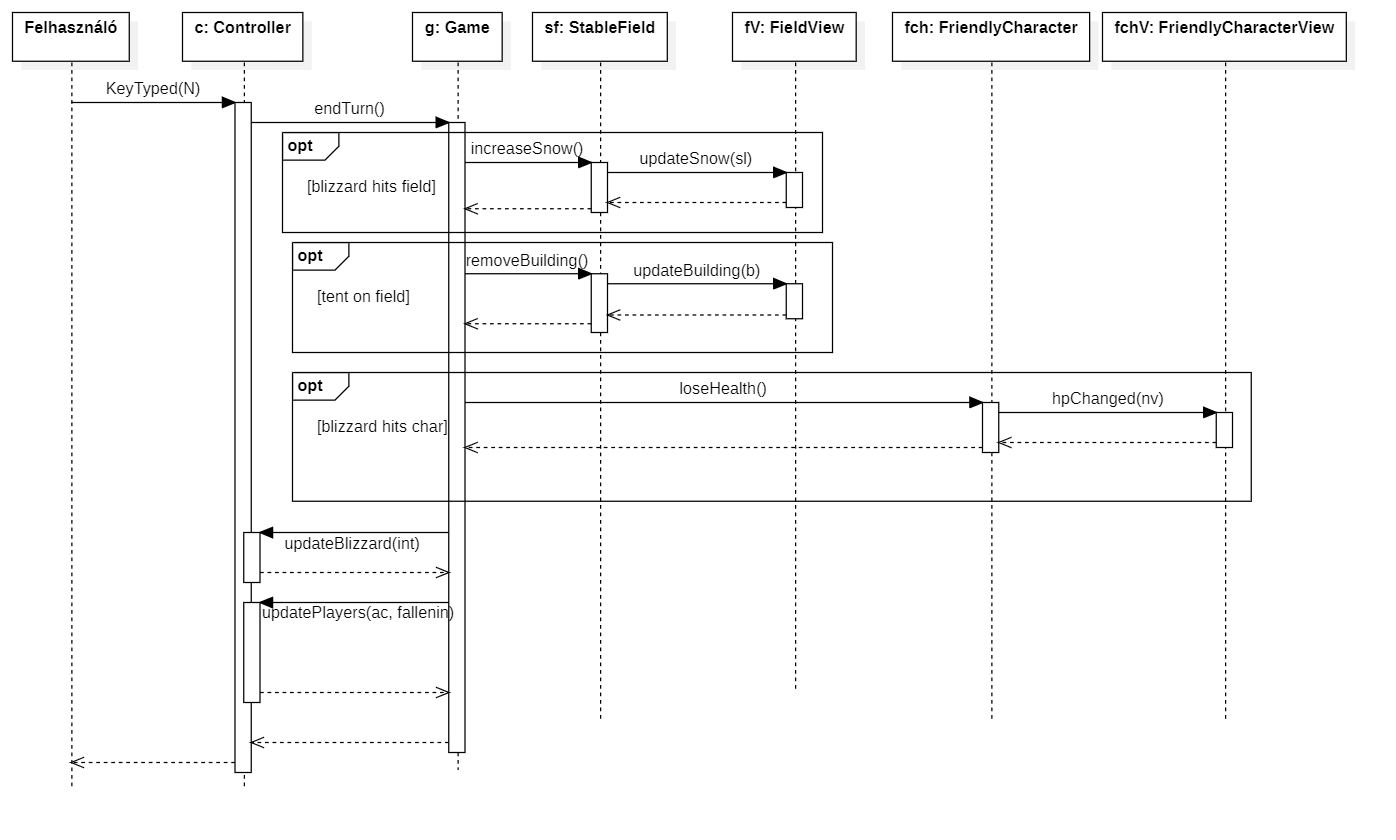 Felhasználó
c: Controller
g: Game
sf: StableField
fV: FieldView
fch: FriendlyCharacter
fchV: FriendlyCharacterView
KeyTyped(N)
endTurn()
opt
increaseSnow()
updateSnow(sl)
[blizzard hits field]
opt
removeBuilding()
updateBuilding(b)
[tent on field]
opt
loseHealth()
hpChanged(nv)
[blizzard hits char]
updateBlizzard(int)
updatePlayers(ac, fallenin)